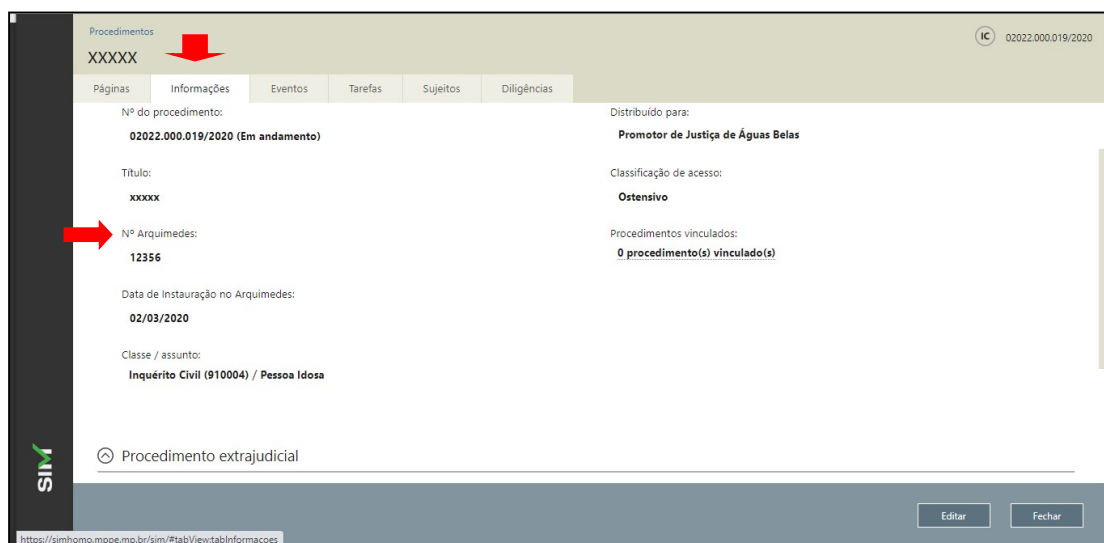 Procedimentos
XXXXX
IC 02022.000.019/2020
Páginas Informações Eventos Tarefas Sujeitos Diligências
Nº do procedimento:
02022.000.019/2020 (Em andamento)
Distribuído para:
Promotor de Justiça de Águas Belas
Título:
xxxxx
Classificação de acesso:
Ostensivo
Nº Arquimedes:
12356
Procedimentos vinculados:
0 procedimento(s) vinculado(s)
Data de Instauração no Arquimedes:
02/03/2020
Classe / assunto:
Inquérito Civil (910004) / Pessoa Idosa
Procedimento extrajudicial
SIM
Editar Fechar
https://simhomo.mppe.mp.br/sim/#tabView:tabInformacoes